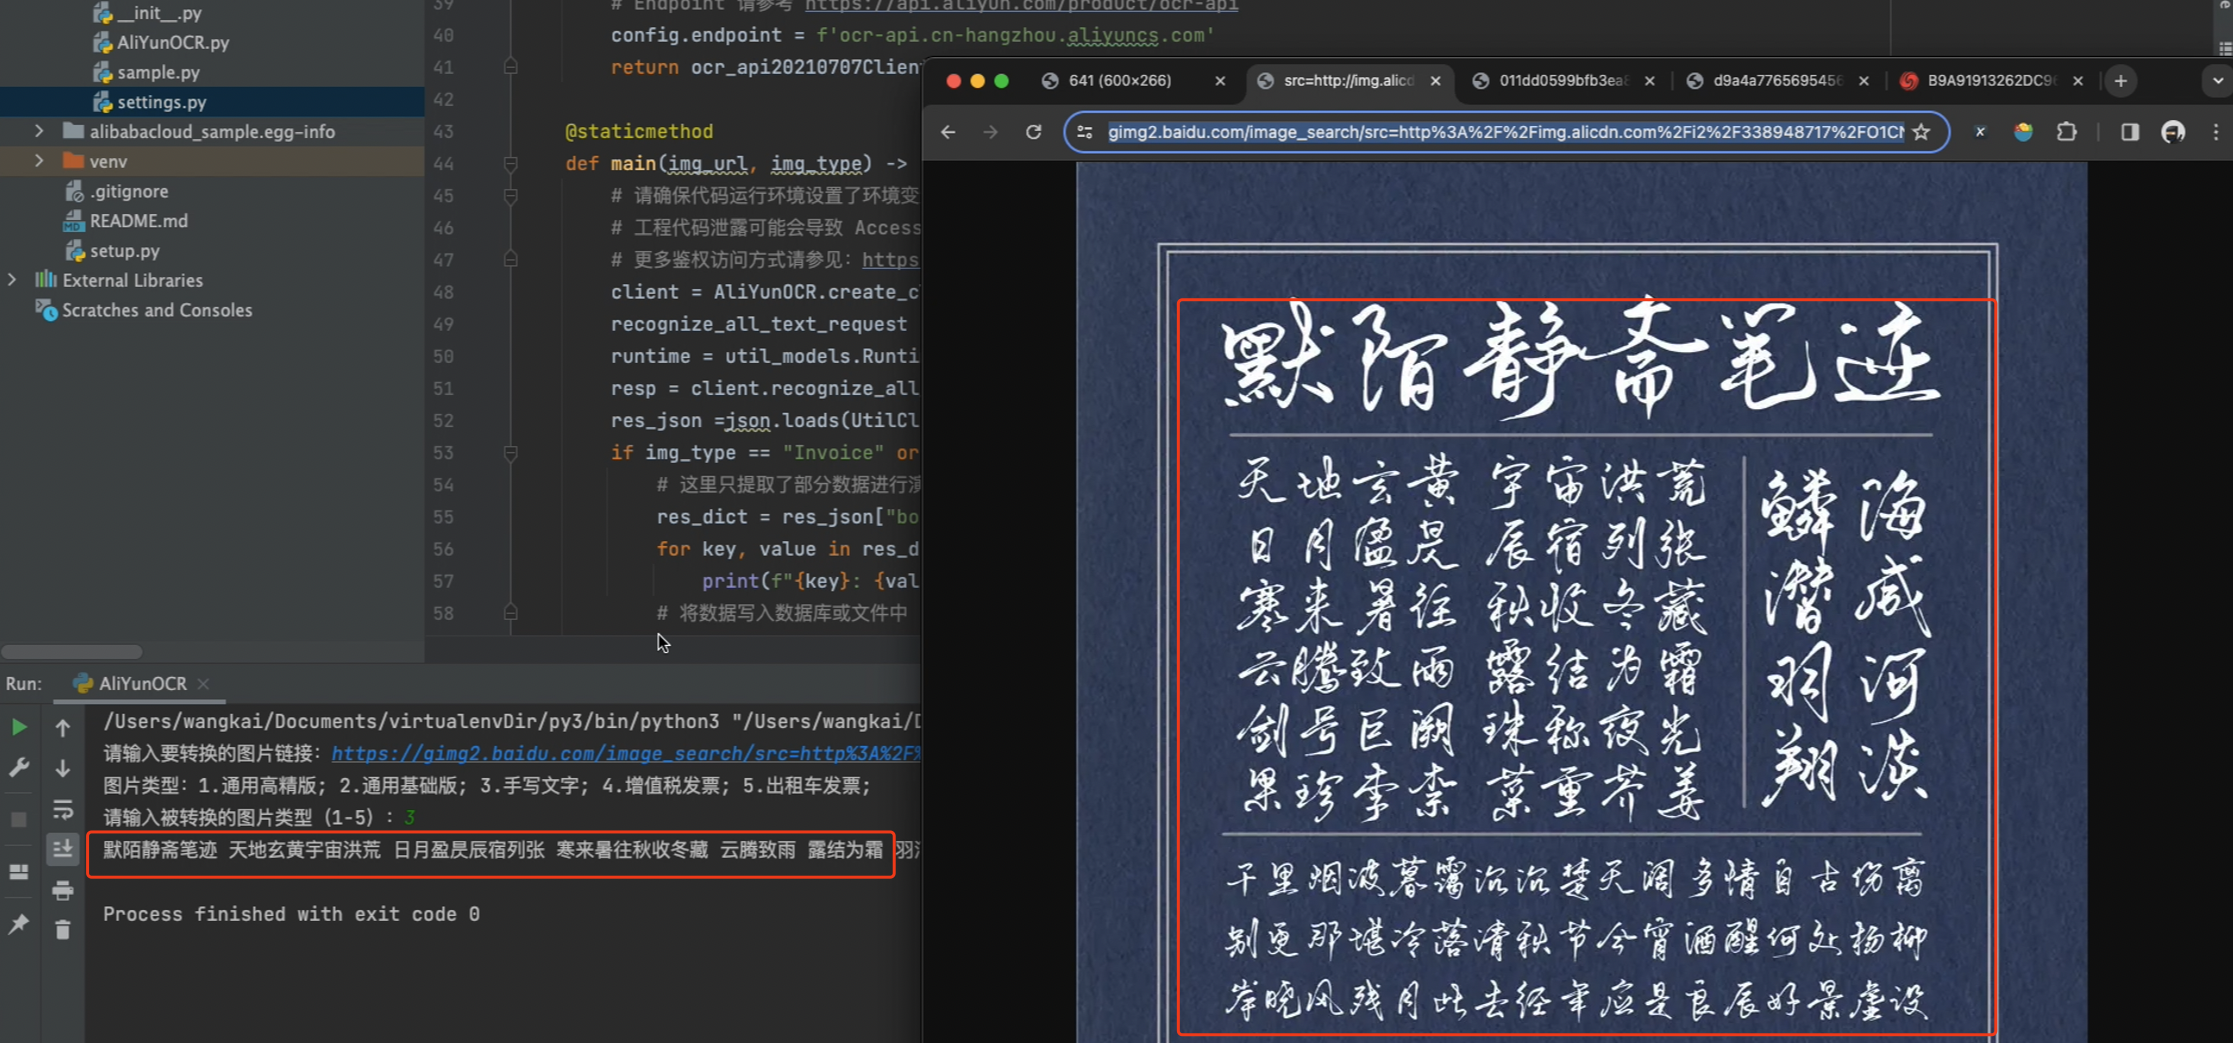 __init__.py
AliYunOCR.py
sample.py
settings.py
alibabacloud_sample.egg-info
venv
.gitignore
README.md
setup.py
External Libraries
Scratches and Consoles
39 # Endpoint 请参考 https://api.aliyun.com/product/ocr-api
40 config.endpoint = f'ocr-api.cn-hangzhou.aliyuncs.com'
41 return ocr_api20210707Clien
42
43 @staticmethod
44 def main(img_url, img_type) ->
45 # 请确保代码运行环境设置了环境变
46 # 工程代码泄露可能会导致 Access
47 # 更多鉴权访问方式请参见：https
48 client = AliYunOCR.create_c
49 recognize_all_text_request
50 runtime = util_models.Runti
51 resp = client.recognize_all
52 res_json =json.loads(UtilCl
53 if img_type == "Invoice" or
54 # 这里只提取了部分数据进行演
55 res_dict = res_json["bo
56 for key, value in res_d
57 print(f"{key}: {val
58 # 将数据写入数据库或文件中
Run: AliYunOCR
/Users/wangkai/Documents/virtualenvDir/py3/bin/python3 "/Users/wangkai/D
请输入要转换的图片链接：https://gimg2.baidu.com/image_search/src=http%3A%2F%
图片类型：1.通用高精版; 2.通用基础版; 3.手写文字; 4.增值税发票; 5.出租车发票;
请输入被转换的图片类型（1-5）：3
默陌静斋笔迹 天地玄黄宇宙洪荒 日月盈昃辰宿列张 寒来暑往秋收冬藏 云腾致雨 露结为霜 羽
Process finished with exit code 0
641 (600×266)
src=http://img.alicd
011dd0599bfb3ea8
d9a4a7765695456
B9A91913262DC9
gimg2.baidu.com/image_search/src=http%3A%2F%2Fimg.alicdn.com%2Fi2%2F338948717%2FO1CN
默陌静斋笔迹
天地玄黄 宇宙洪荒
日月盈昃 辰宿列张
寒来暑往 秋收冬藏
云腾致雨 露结为霜
剑号巨阙 珠称夜光
果珍李柰 菜重芥姜
海咸河淡
鳞潜羽翔
千里烟波暮霭沉沉楚天阔多情自古伤离
别更那堪冷落清秋节今宵酒醒何处杨柳
岸晓风残月此去经年应是良辰好景虚设